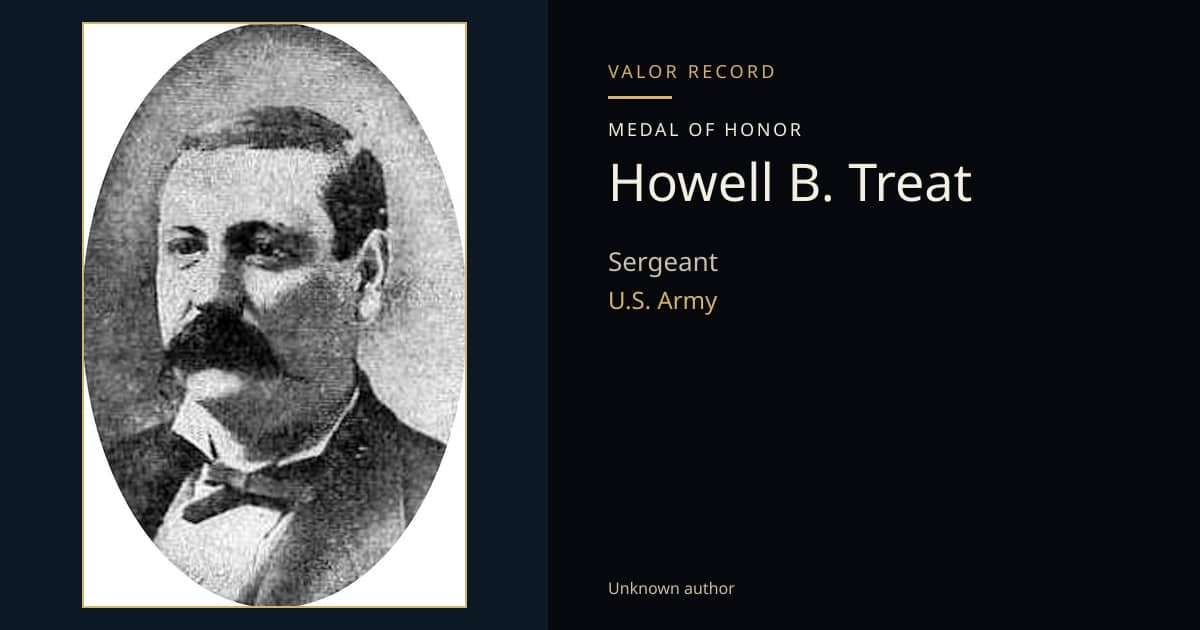 VALOR RECORD
MEDAL OF HONOR
Howell B. Treat
Sergeant
U.S. Army
Unknown author